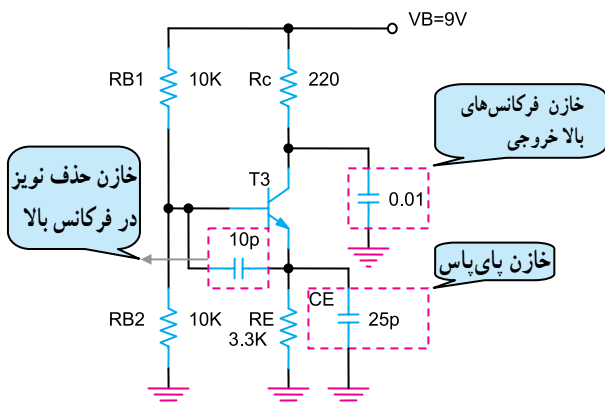 VB=9V
RB1
10K
Rc
220
خازن فرکانس‌های
بالا خروجی
خازن حذف نویز
در فرکانس بالا
T3
0.01
10p
خازن بای‌پاس
RB2
10K
RE
3.3K
CE
25p